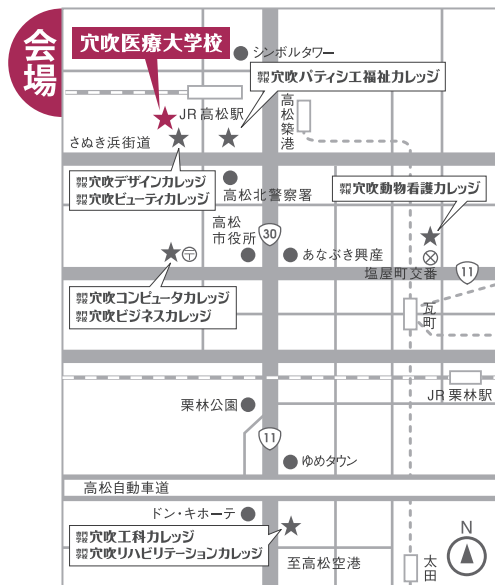 会場
穴吹医療大学校
シンボルタワー
専門学校 穴吹パティシエ福祉カレッジ
JR高松駅
高松築港
さぬき浜街道
専門学校 穴吹デザインカレッジ
専門学校 穴吹ビューティカレッジ
高松北警察署
専門学校 穴吹動物看護カレッジ
高松
市役所
30
あなぶき興産
〒
塩屋町交番
11
専門学校 穴吹コンピュータカレッジ
専門学校 穴吹ビジネスカレッジ
瓦町
JR栗林駅
栗林公園
11
ゆめタウン
高松自動車道
ドン・キホーテ
専門学校 穴吹工科カレッジ
専門学校 穴吹リハビリテーションカレッジ
至高松空港
太田
N